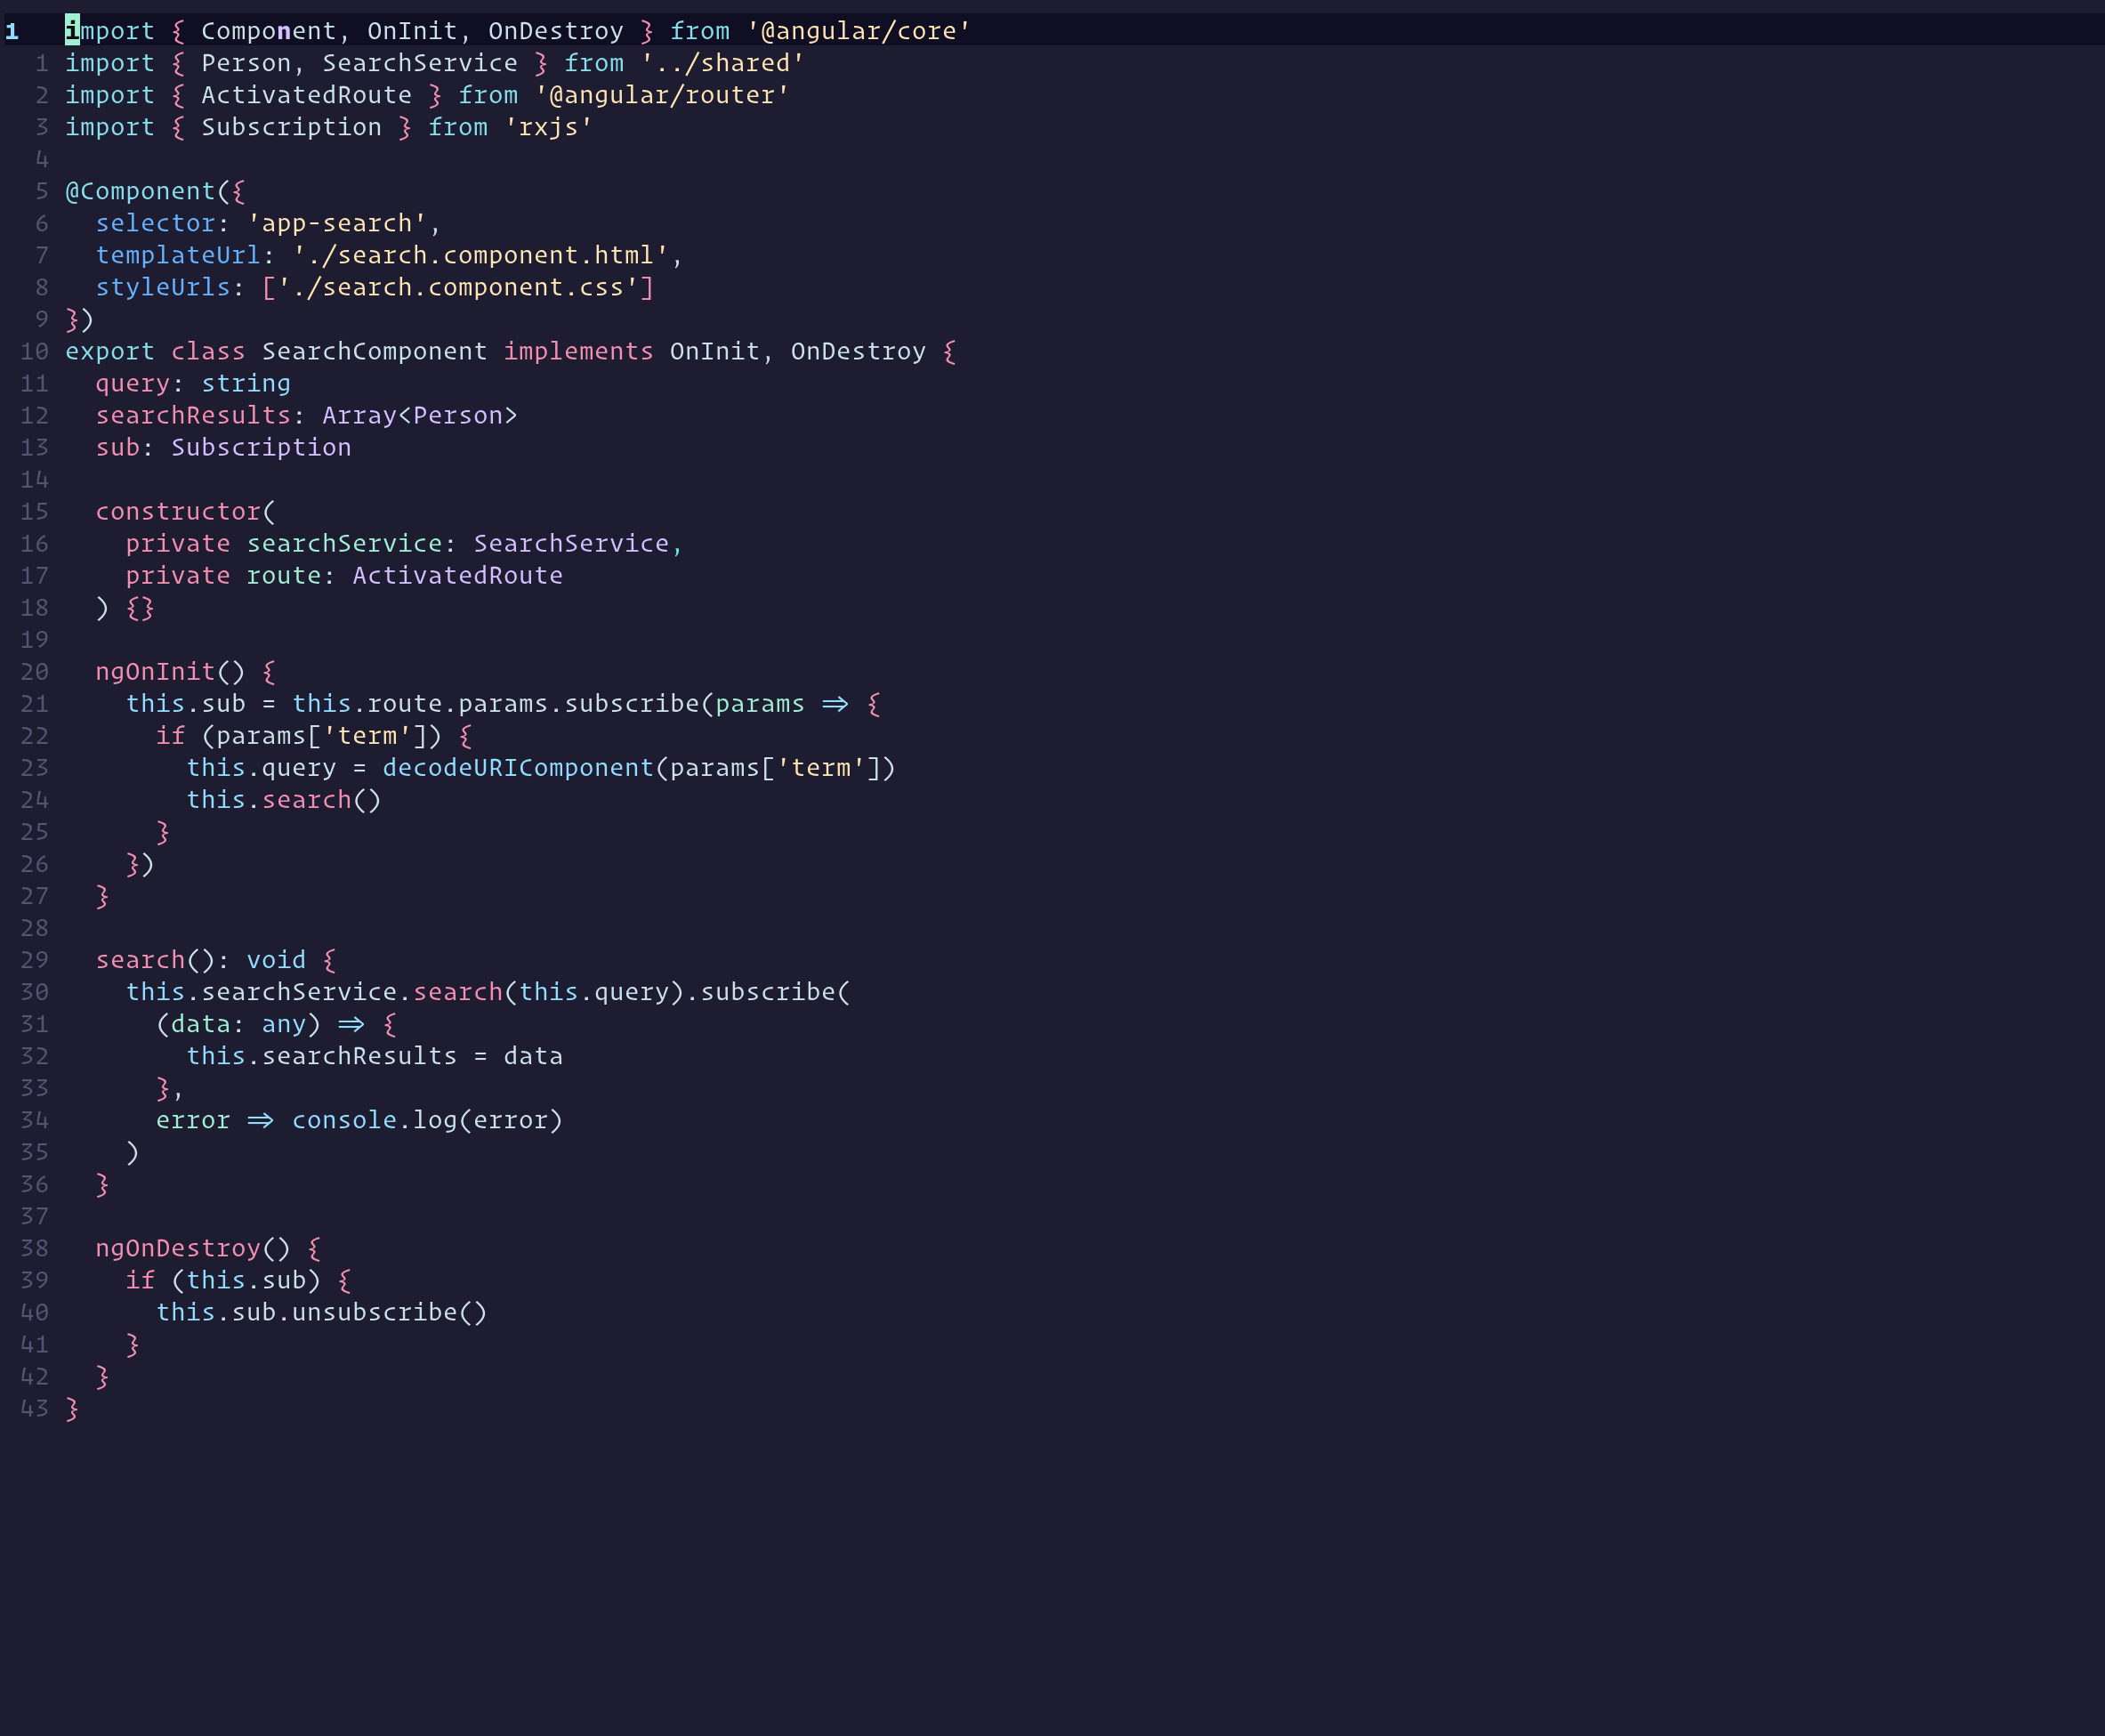 1 import { Component, OnInit, OnDestroy } from '@angular/core'
1 import { Person, SearchService } from '../shared'
2 import { ActivatedRoute } from '@angular/router'
3 import { Subscription } from 'rxjs'
4
5 @Component({
6   selector: 'app-search',
7   templateUrl: './search.component.html',
8   styleUrls: ['./search.component.css']
9 })
10 export class SearchComponent implements OnInit, OnDestroy {
11   query: string
12   searchResults: Array<Person>
13   sub: Subscription
14
15   constructor(
16     private searchService: SearchService,
17     private route: ActivatedRoute
18   ) {}
19
20   ngOnInit() {
21     this.sub = this.route.params.subscribe(params => {
22       if (params['term']) {
23         this.query = decodeURIComponent(params['term'])
24         this.search()
25       }
26     })
27   }
28
29   search(): void {
30     this.searchService.search(this.query).subscribe(
31       (data: any) => {
32         this.searchResults = data
33       },
34       error => console.log(error)
35     )
36   }
37
38   ngOnDestroy() {
39     if (this.sub) {
40       this.sub.unsubscribe()
41     }
42   }
43 }